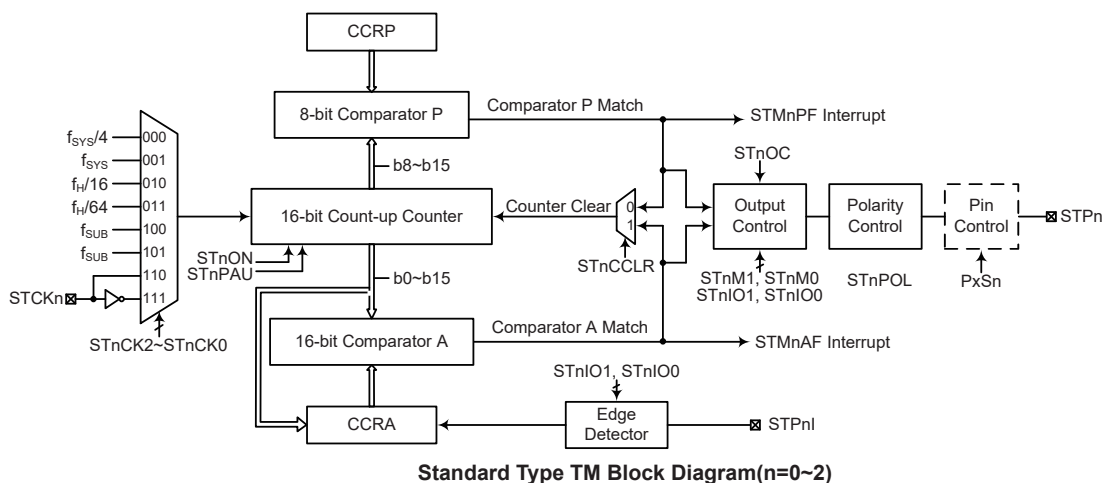 CCRP
8-bit Comparator P
Comparator P Match
STMnPF Interrupt
b8~b15
fSYS/4
000
fSYS
001
fH/16
010
fH/64
011
fSUB
100
fSUB
101
110
111
STCKn
STnCK2~STnCK0
16-bit Count-up Counter
STnON
STnPAU
Counter Clear
0
1
STnCCLR
STnOC
Output
Control
STnM1, STnM0
STnIO1, STnIO0
Polarity
Control
STnPOL
Pin
Control
PxSn
STPn
b0~b15
16-bit Comparator A
Comparator A Match
STMnAF Interrupt
STnIO1, STnIO0
CCRA
Edge
Detector
STPnI
Standard Type TM Block Diagram(n=0~2)